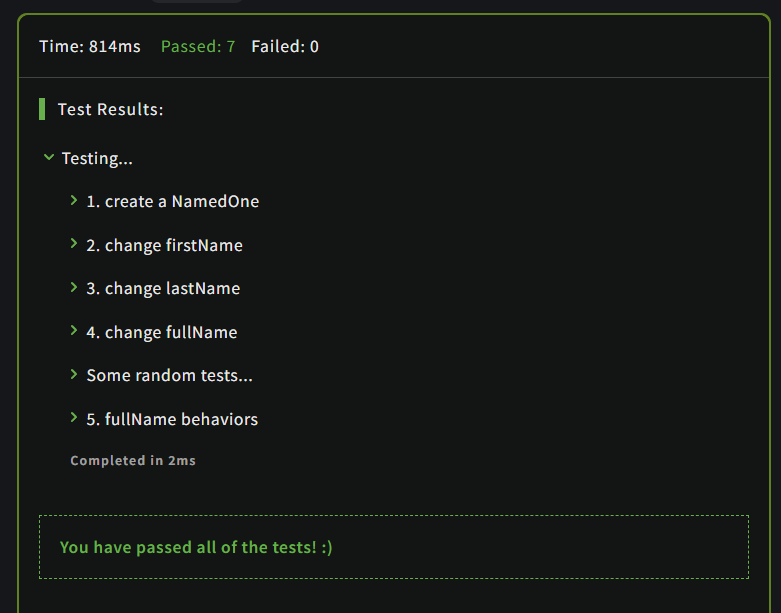 Time: 814ms Passed: 7 Failed: 0
Test Results:
Testing...
1. create a NamedOne
2. change firstName
3. change lastName
4. change fullName
Some random tests...
5. fullName behaviors
Completed in 2ms
You have passed all of the tests! :)